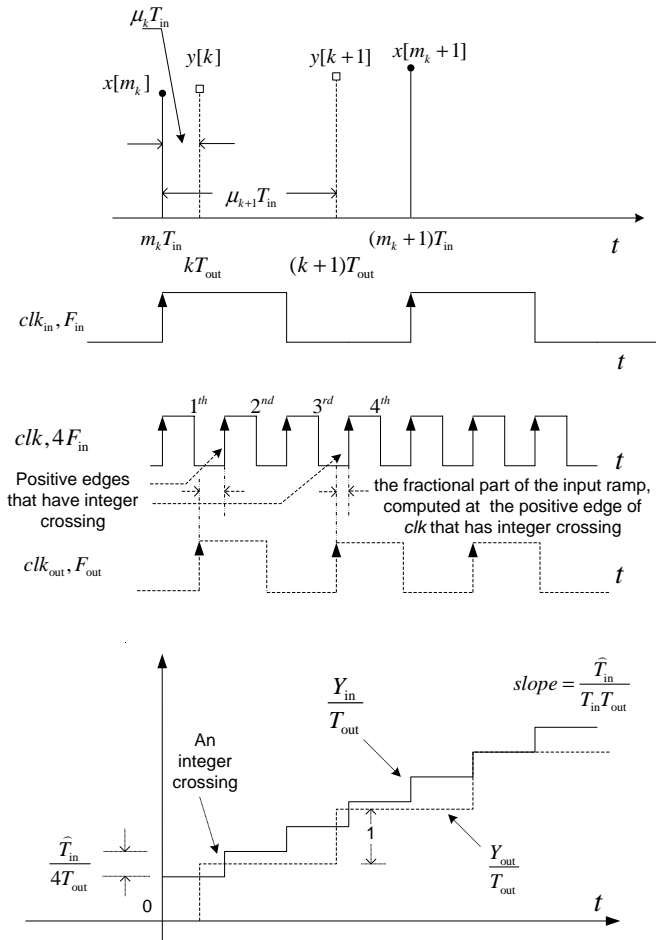 μ_k T_in
x[m_k]
y[k]
y[k+1]
x[m_k+1]
μ_{k+1} T_in
m_k T_in
(m_k+1)T_in
t
kT_out
(k+1)T_out
clk_in, F_in
t
1^th
2^nd
3^rd
4^th
clk, 4F_in
t
Positive edges
that have integer
crossing
the fractional part of the input ramp,
computed at the positive edge of
clk that has integer crossing
clk_out, F_out
t
Y_in / T_out
slope = T̂_in / (T_in T_out)
An
integer
crossing
1
T̂_in / (4T_out)
Y_out / T_out
0
t